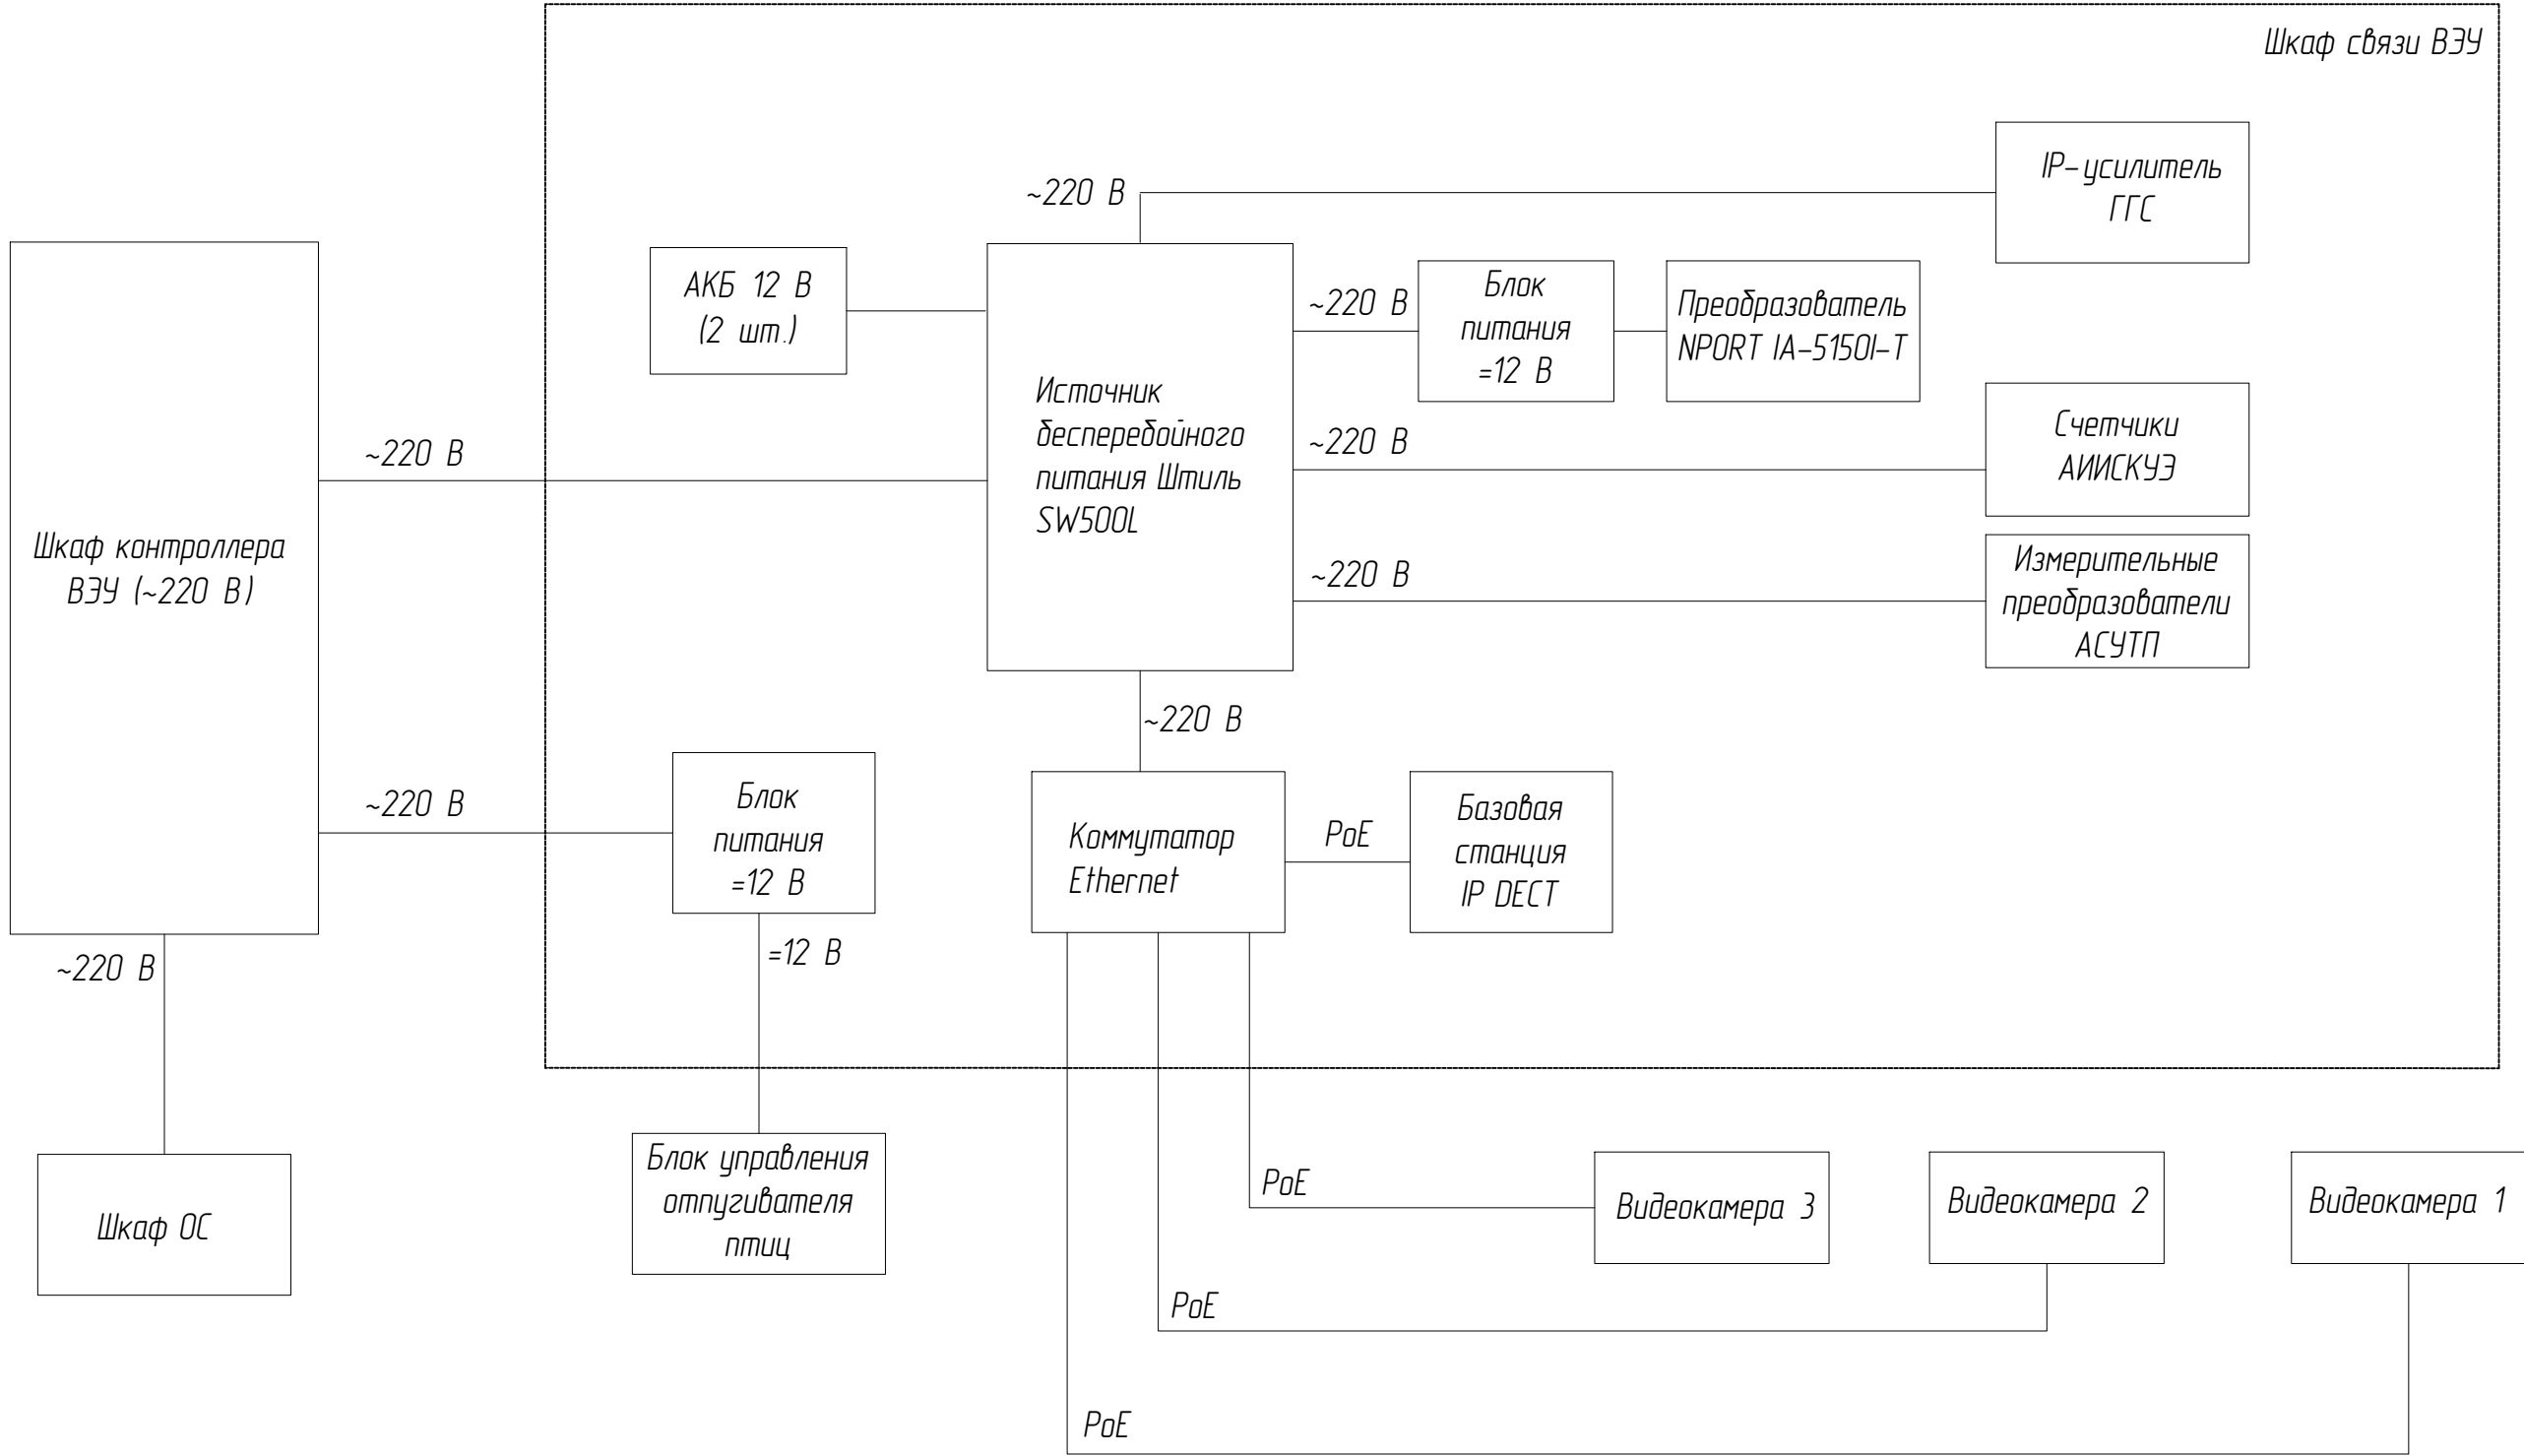 Шкаф связи ВЭУ
IP-усилитель
ГГС
~220 В
АКБ 12 В
(2 шт.)
~220 В
Блок
питания
=12 В
Преобразователь
NPORT IA-5150I-T
Источник
бесперебойного
питания Штиль
SW500L
~220 В
~220 В
Счетчики
АИИСКУЭ
Шкаф контроллера
ВЭУ (~220 В)
~220 В
Измерительные
преобразователи
АСУТП
~220 В
~220 В
Блок
питания
=12 В
Коммутатор
Ethernet
PoE
Базовая
станция
IP DECT
~220 В
=12 В
Шкаф ОС
Блок управления
отпугивателя
птиц
PoE
Видеокамера 3
Видеокамера 2
Видеокамера 1
PoE
PoE